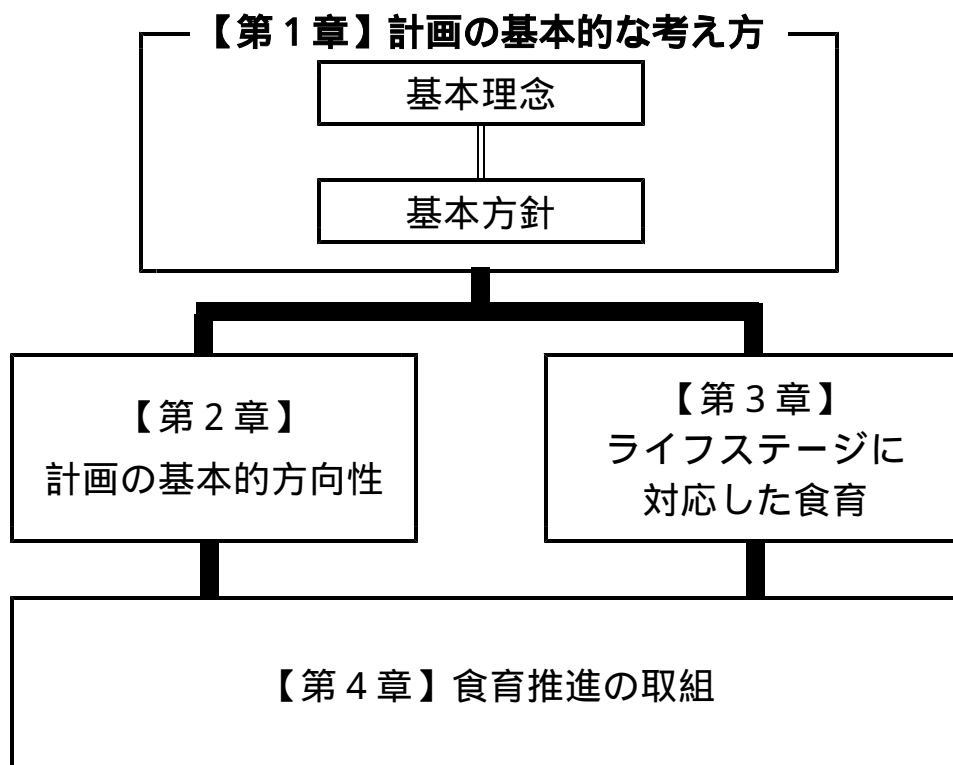 【第１章】計画の基本的な考え方
基本理念
基本方針
【第２章】
計画の基本的方向性
【第３章】
ライフステージに
対応した食育
【第４章】食育推進の取組